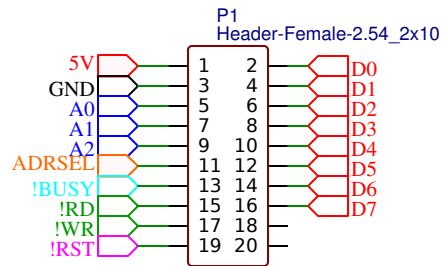 P1
Header-Female-2.54_2x10
5V 1 2 D0
GND 3 4 D1
A0 5 6 D2
A1 7 8 D3
A2 9 10 D4
ADRSEL 11 12 D5
!BUSY 13 14 D6
!RD 15 16 D7
!WR 17 18
!RST 19 20